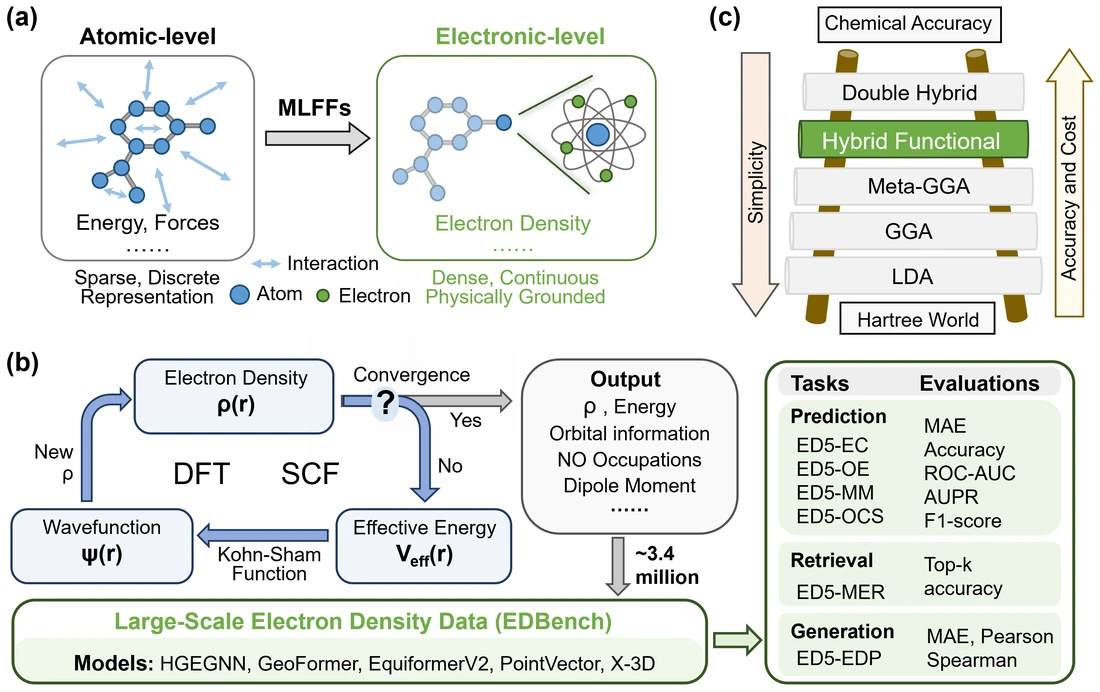 (a)
Atomic-level
Energy, Forces
......
Sparse, Discrete
Representation
MLFFs
Electronic-level
Electron Density
......
Dense, Continuous
Physically Grounded
Interaction
Atom
Electron
(c)
Chemical Accuracy
Double Hybrid
Hybrid Functional
Meta-GGA
GGA
LDA
Hartree World
Simplicity
Accuracy and Cost
(b)
Electron Density
ρ(r)
Convergence
?
Yes
No
New
ρ
DFT SCF
Wavefunction
ψ(r)
Kohn-Sham
Function
Effective Energy
Veff(r)
Output
ρ , Energy
Orbital information
NO Occupations
Dipole Moment
......
~3.4
million
Large-Scale Electron Density Data (EDBench)
Models: HGEGNN, GeoFormer, EquiformerV2, PointVector, X-3D
Tasks Evaluations
Prediction
ED5-EC
ED5-OE
ED5-MM
ED5-OCS
MAE
Accuracy
ROC-AUC
AUPR
F1-score
Retrieval
ED5-MER
Top-k
accuracy
Generation
ED5-EDP
MAE, Pearson
Spearman